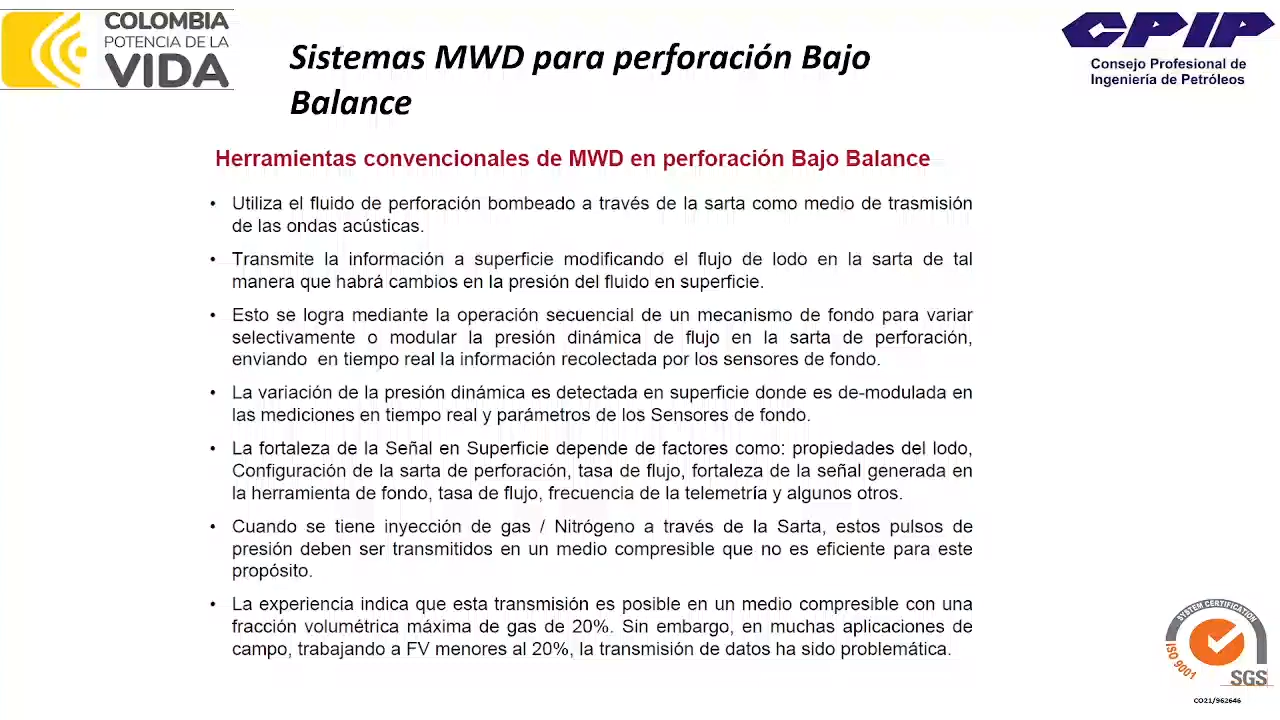 COLOMBIA
POTENCIA DE LA
VIDA
Sistemas MWD para perforación Bajo
Balance
CPIP
Consejo Profesional de
Ingeniería de Petróleos
Herramientas convencionales de MWD en perforación Bajo Balance
• Utiliza el fluido de perforación bombeado a través de la sarta como medio de trasmisión
de las ondas acústicas.
• Transmite la información a superficie modificando el flujo de lodo en la sarta de tal
manera que habrá cambios en la presión del fluido en superficie.
• Esto se logra mediante la operación secuencial de un mecanismo de fondo para variar
selectivamente o modular la presión dinámica de flujo en la sarta de perforación,
enviando en tiempo real la información recolectada por los sensores de fondo.
• La variación de la presión dinámica es detectada en superficie donde es de-modulada en
las mediciones en tiempo real y parámetros de los Sensores de fondo.
• La fortaleza de la Señal en Superficie depende de factores como: propiedades del lodo,
Configuración de la sarta de perforación, tasa de flujo, fortaleza de la señal generada en
la herramienta de fondo, tasa de flujo, frecuencia de la telemetría y algunos otros.
• Cuando se tiene inyección de gas / Nitrógeno a través de la Sarta, estos pulsos de
presión deben ser transmitidos en un medio compresible que no es eficiente para este
propósito.
• La experiencia indica que esta transmisión es posible en un medio compresible con una
fracción volumétrica máxima de gas de 20%. Sin embargo, en muchas aplicaciones de
campo, trabajando a FV menores al 20%, la transmisión de datos ha sido problemática.
SYSTEM CERTIFICATION
ISO 9001
SGS
CO21/962646